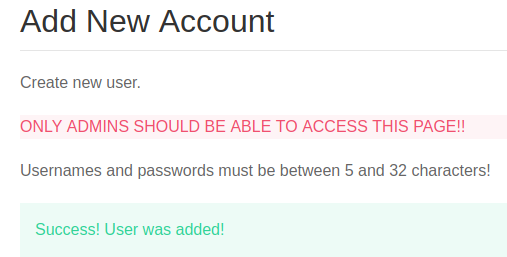 Add New Account
Create new user.
ONLY ADMINS SHOULD BE ABLE TO ACCESS THIS PAGE!!
Usernames and passwords must be between 5 and 32 characters!
Success! User was added!